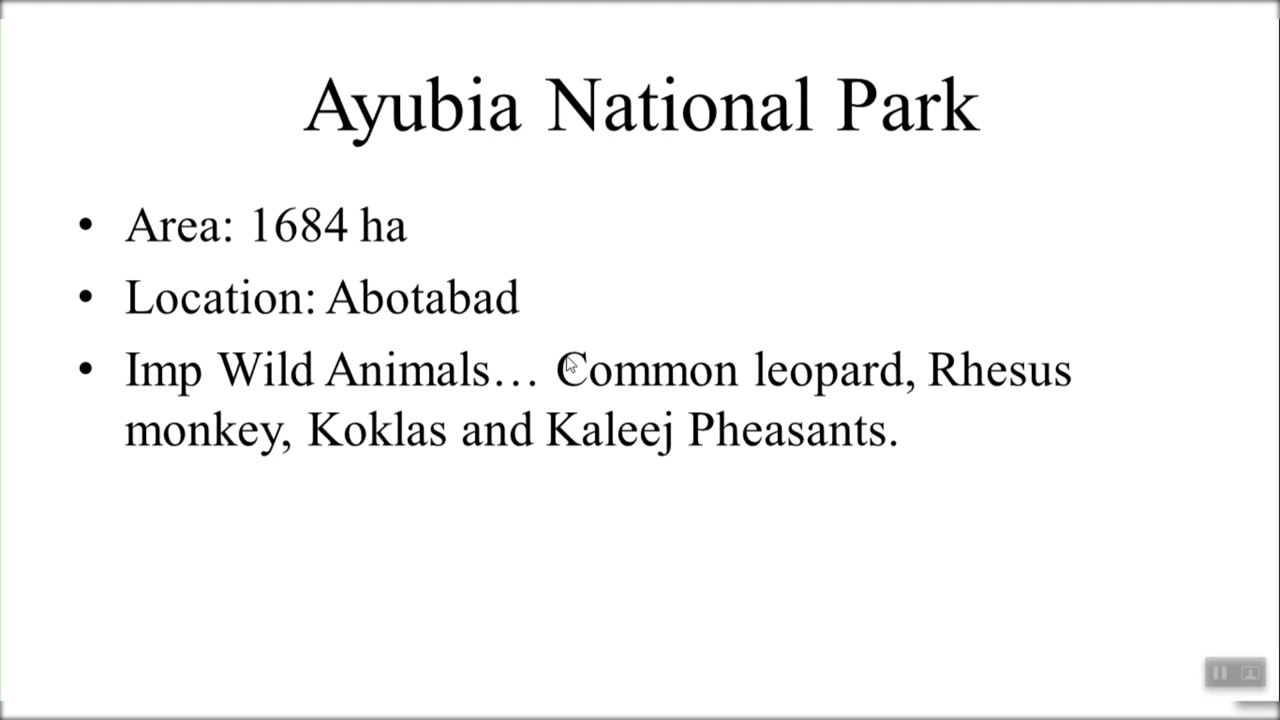 Ayubia National Park
• Area: 1684 ha
• Location: Abotabad
• Imp Wild Animals… Common leopard, Rhesus
monkey, Koklas and Kaleej Pheasants.